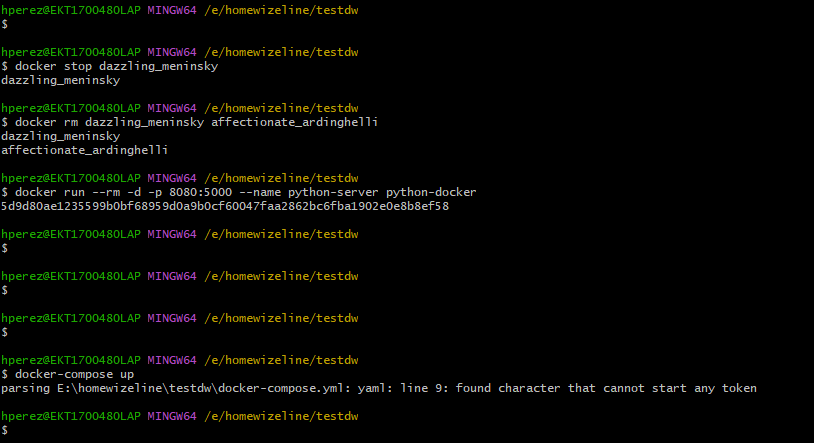 hperez@EKT1700480LAP MINGW64 /e/homewizeline/testdw
$
hperez@EKT1700480LAP MINGW64 /e/homewizeline/testdw
$ docker stop dazzling_meninsky
dazzling_meninsky
hperez@EKT1700480LAP MINGW64 /e/homewizeline/testdw
$ docker rm dazzling_meninsky affectionate_ardinghelli
dazzling_meninsky
affectionate_ardinghelli
hperez@EKT1700480LAP MINGW64 /e/homewizeline/testdw
$ docker run --rm -d -p 8080:5000 --name python-server python-docker
5d9d80ae1235599b0bf68959d0a9b0cf60047faa2862bc6fba1902e0e8b8ef58
hperez@EKT1700480LAP MINGW64 /e/homewizeline/testdw
$
hperez@EKT1700480LAP MINGW64 /e/homewizeline/testdw
$
hperez@EKT1700480LAP MINGW64 /e/homewizeline/testdw
$
hperez@EKT1700480LAP MINGW64 /e/homewizeline/testdw
$ docker-compose up
parsing E:\homewizeline\testdw\docker-compose.yml: yaml: line 9: found character that cannot start any token
hperez@EKT1700480LAP MINGW64 /e/homewizeline/testdw
$